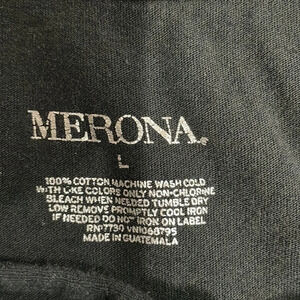 MERONA®
L
100% COTTON MACHINE WASH COLD
WITH LIKE COLORS ONLY NON-CHLORINE
BLEACH WHEN NEEDED TUMBLE DRY
LOW REMOVE PROMPTLY COOL IRON
IF NEEDED DO NOT IRON ON LABEL
RN#7730 VN1068795
MADE IN GUATEMALA